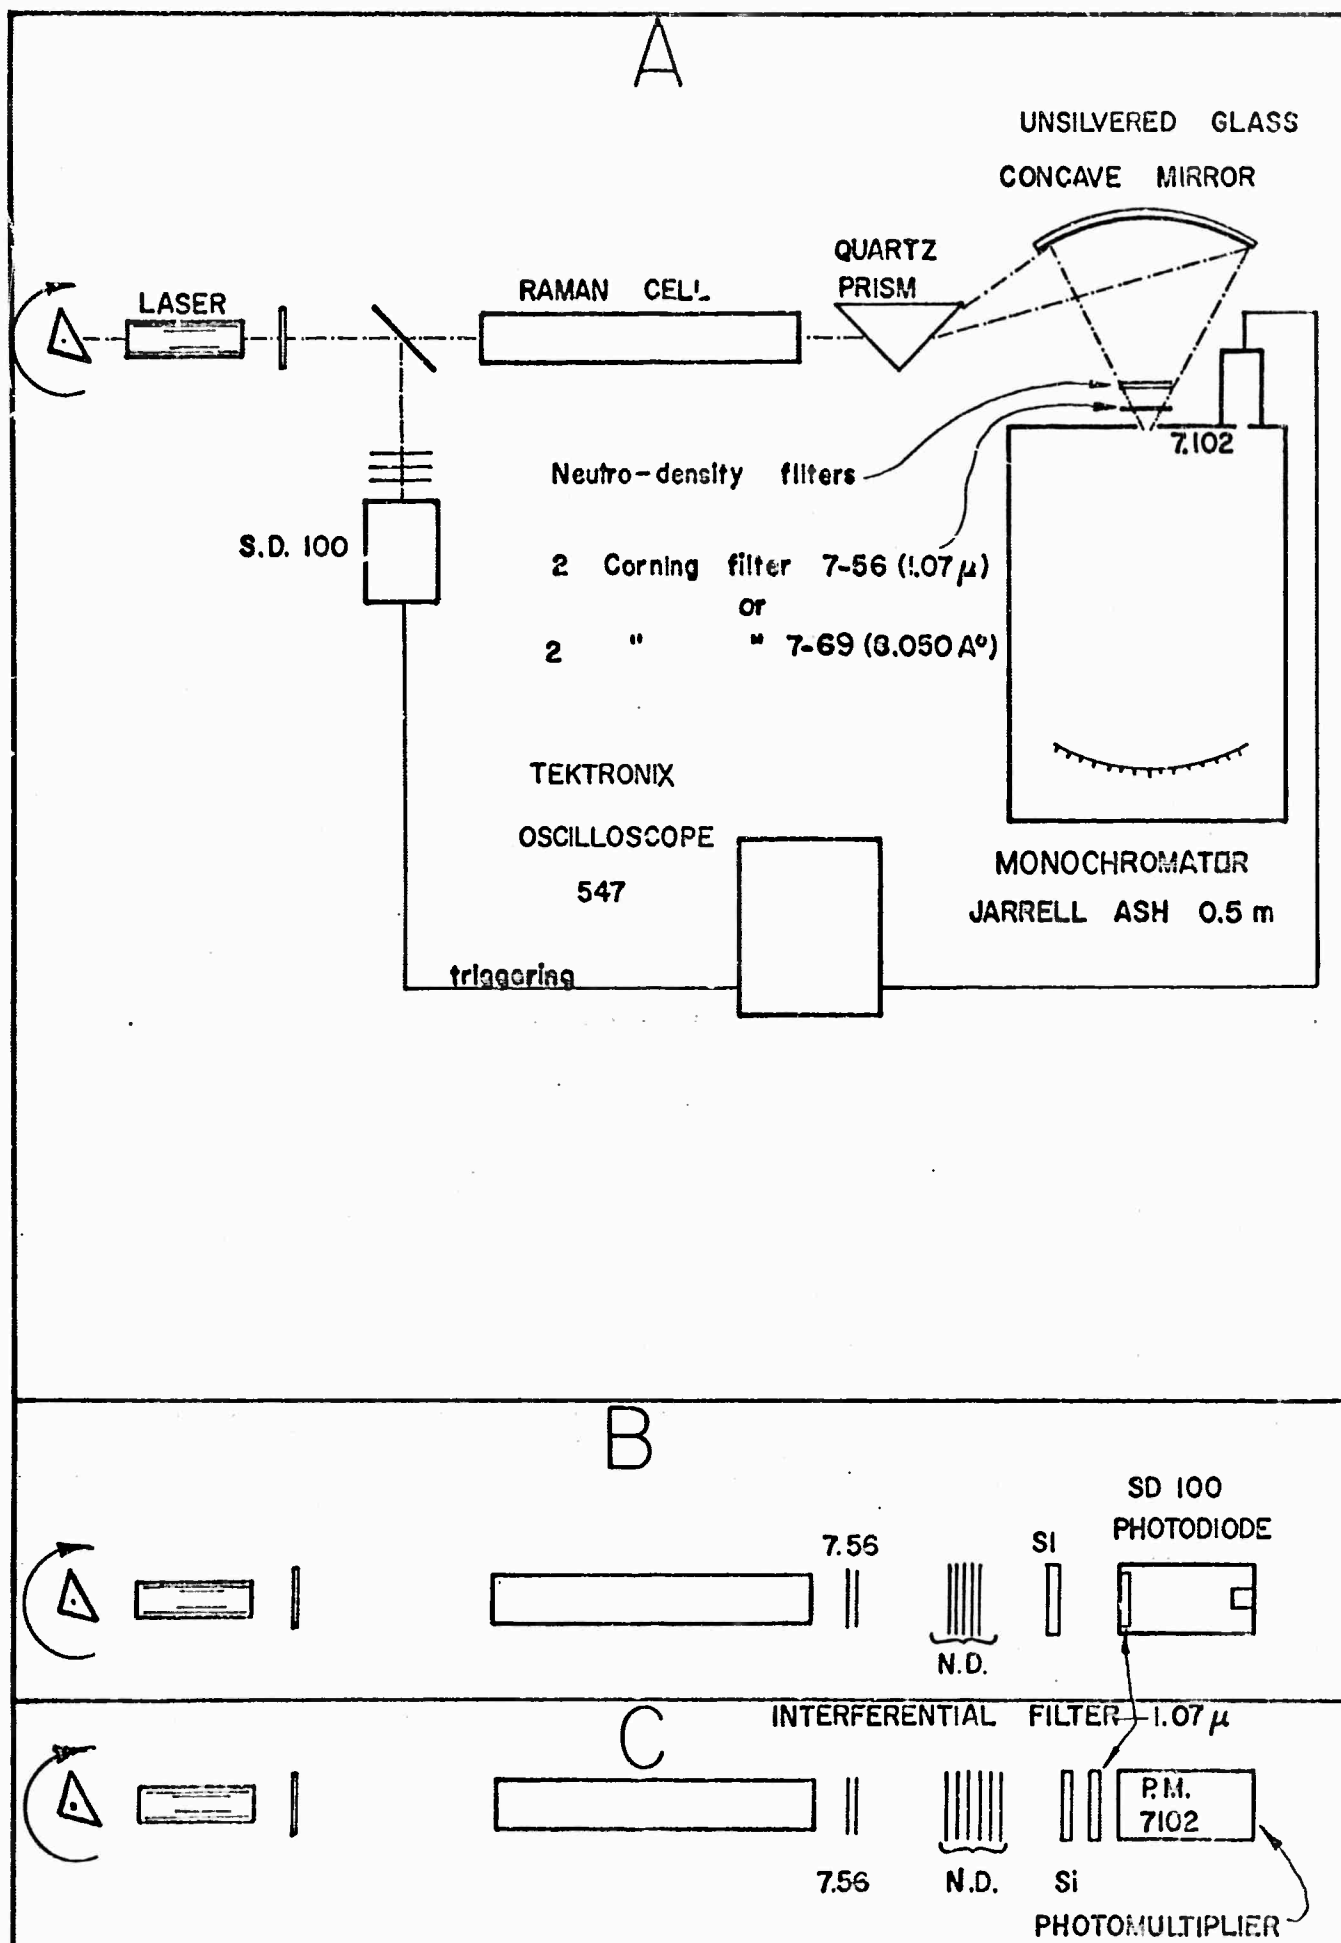 A
UNSILVERED GLASS
CONCAVE MIRROR
QUARTZ
PRISM
LASER
RAMAN CELL
7.102
Neutro-density filters
S.D. 100
2 Corning filter 7-56 (1.07 μ)
or
2 " " 7-69 (8.050 A°)
TEKTRONIX
OSCILLOSCOPE
547
MONOCHROMATOR
JARRELL ASH 0.5 m
triggering
B
SD 100
PHOTODIODE
7.56
SI
N.D.
INTERFERENTIAL FILTER 1.07 μ
C
P.M.
7102
7.56
N.D.
Si
PHOTOMULTIPLIER